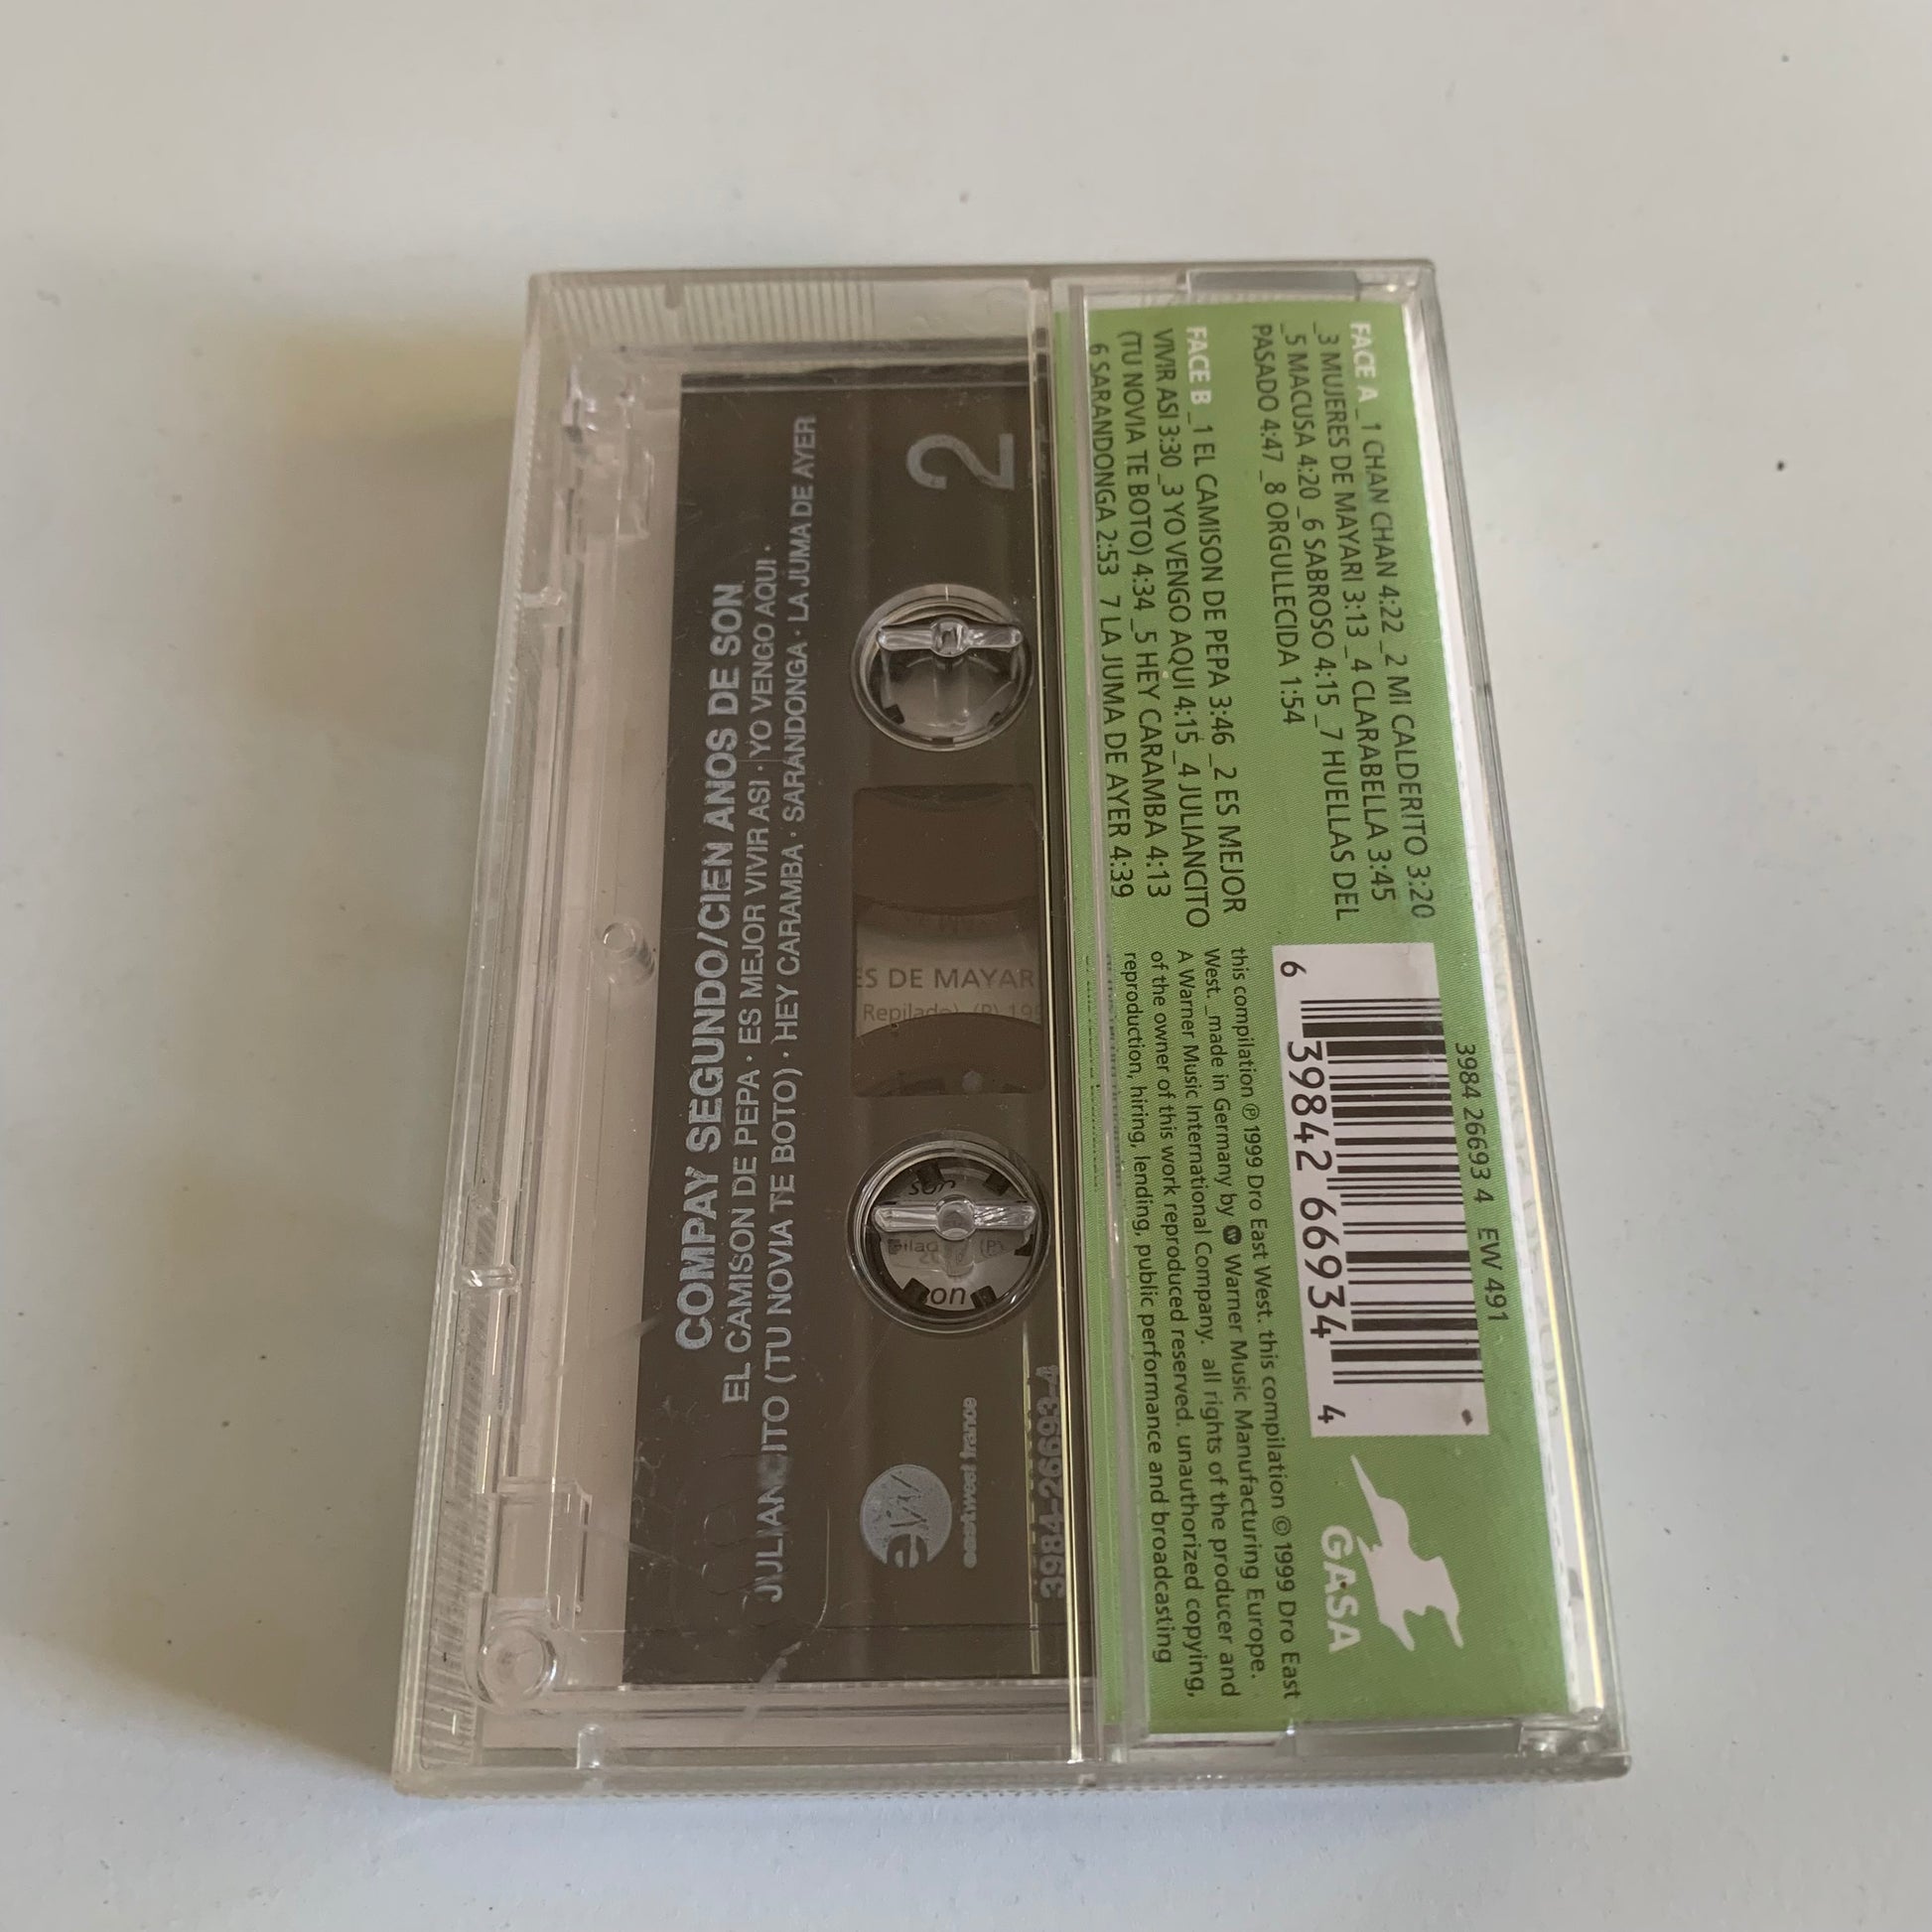 FACE A _1 CHAN CHAN 4:22 _2 MI CALDERITO 3:20
_3 MUJERES DE MAYARI 3:13 _4 CLARABELLA 3:45
_5 MACUSA 4:20 _6 SABROSO 4:15 _7 HUELLAS DEL
PASADO 4:47 _8 ORGULLECIDA 1:54
FACE B _1 EL CAMISON DE PEPA 3:46 _2 ES MEJOR
VIVIR ASI 3:30 _3 YO VENGO AQUI 4:15 _4 JULIANCITO
(TU NOVIA TE BOTO) 4:34 _5 HEY CARAMBA 4:13
6 SARANDONGA 2:53 7 LA JUMA DE AYER 4:39
3984 26693 4 EW 491
6 39842 66934 4
GASA
this compilation ℗ 1999 Dro East West. this compilation © 1999 Dro East
West. _made in Germany by W Warner Music Manufacturing Europe.
A Warner Music International Company. all rights of the producer and
of the owner of this work reproduced reserved. unauthorized copying,
reproduction, hiring, lending, public performance and broadcasting
2
ES DE MAYAR
Repilado) (P) 199
son
on
eastwest france
3984-26693-4
COMPAY SEGUNDO/CIEN ANOS DE SON
EL CAMISON DE PEPA · ES MEJOR VIVIR ASI · YO VENGO AQUI ·
JULIANCITO (TU NOVIA TE BOTO) · HEY CARAMBA · SARANDONGA · LA JUMA DE AYER